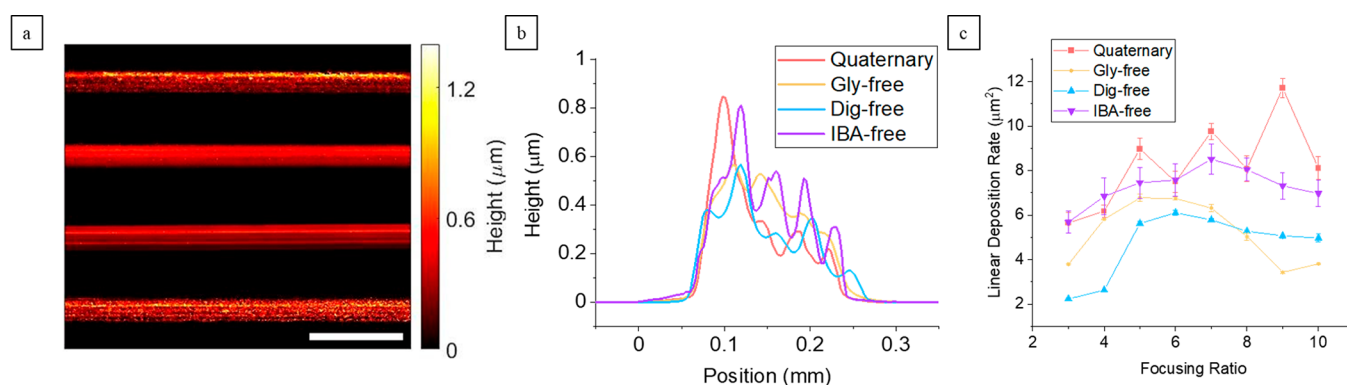 a
1.2
0.6
0
Height (μm)
b
1
0.8
0.6
0.4
0.2
0
0
0.1
0.2
0.3
Height (μm)
Position (mm)
Quaternary
Gly-free
Dig-free
IBA-free
c
12
10
8
6
4
2
2
4
6
8
10
Linear Deposition Rate (μm²)
Focusing Ratio
Quaternary
Gly-free
Dig-free
IBA-free